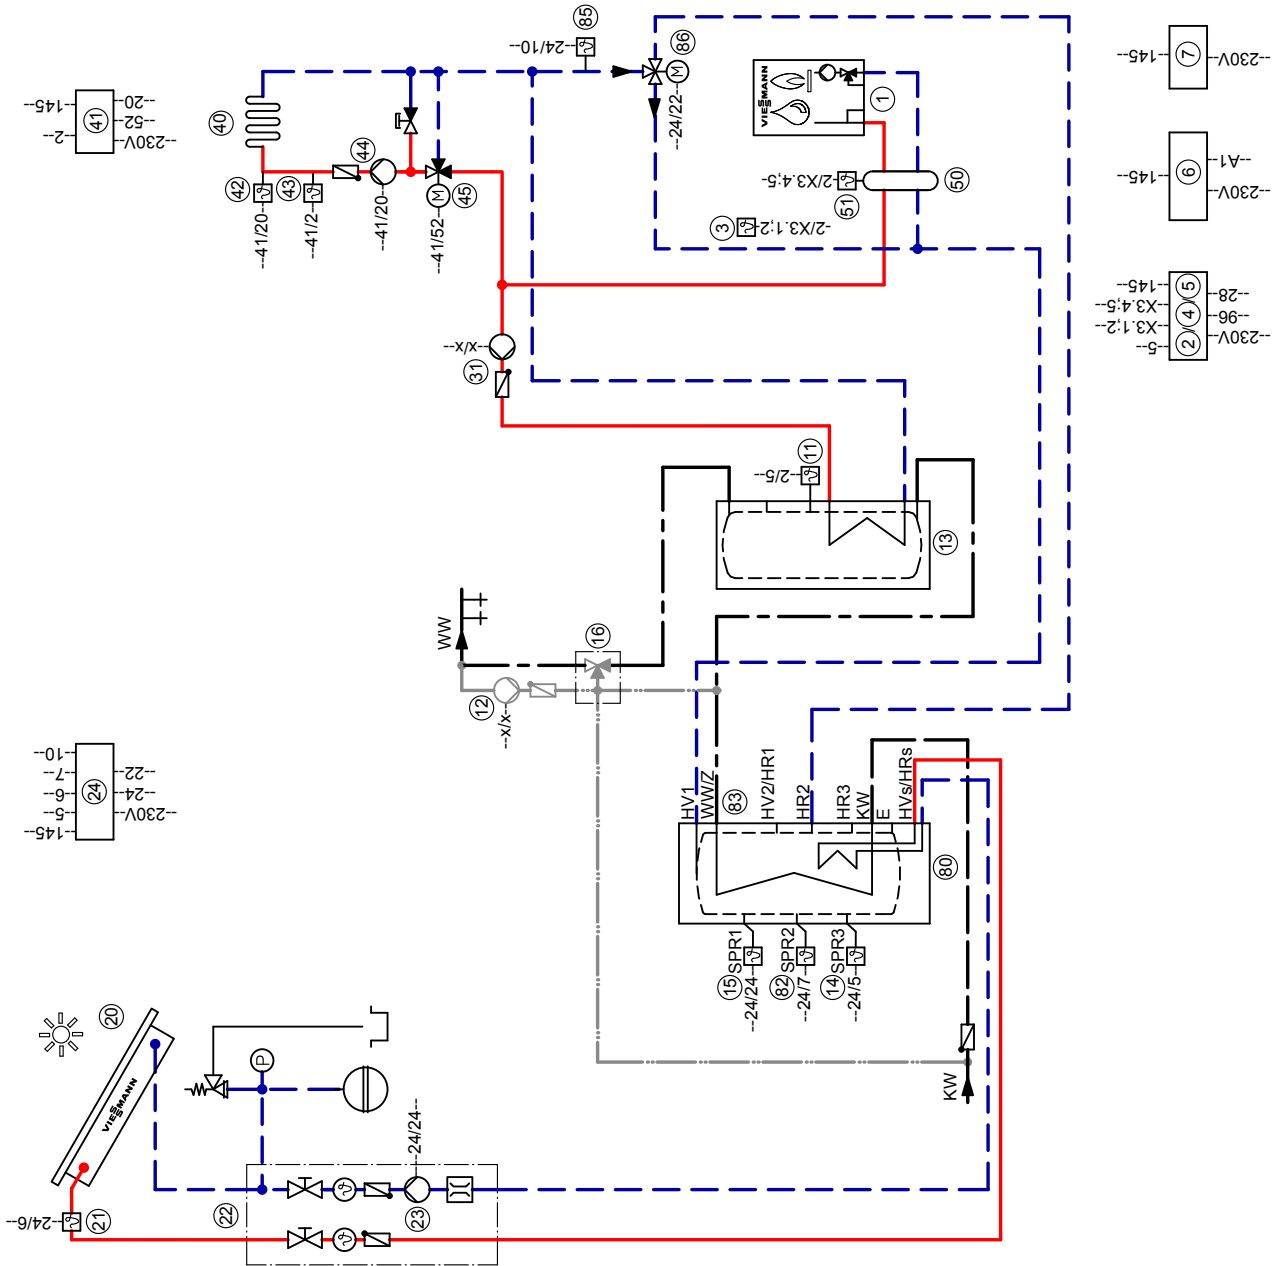 85
--24/10--
86
M
--24/22--
VIESMANN
1
7
--145--
--230V--
41
--145--
--2--
--20--
--52--
--230V--
40
42
--41/20--
43
--41/2--
44
--41/20--
M
45
--41/52--
--2/X3.4;5-
51
50
3
-2/X3.1;2-
6
--A1--
--145--
--230V--
2/4/5
--145--
X3.4;5--
--X3.1;2--
--5--
--28--
--96--
--230V--
--x/x--
31
--2/5--
11
13
WW
16
12
--x/x--
24
--10--
--7--
--6--
--5--
--145--
--22--
--24--
--230V--
HV1
WW/Z
83
HV2/HR1
HR2
HR3
KW
E
HVs/HRs
80
15
SPR1
--24/24--
82
SPR2
--24/7--
14
SPR3
--24/5--
20
VIESMANN
P
KW
--24/6--
21
22
23
--24/24--